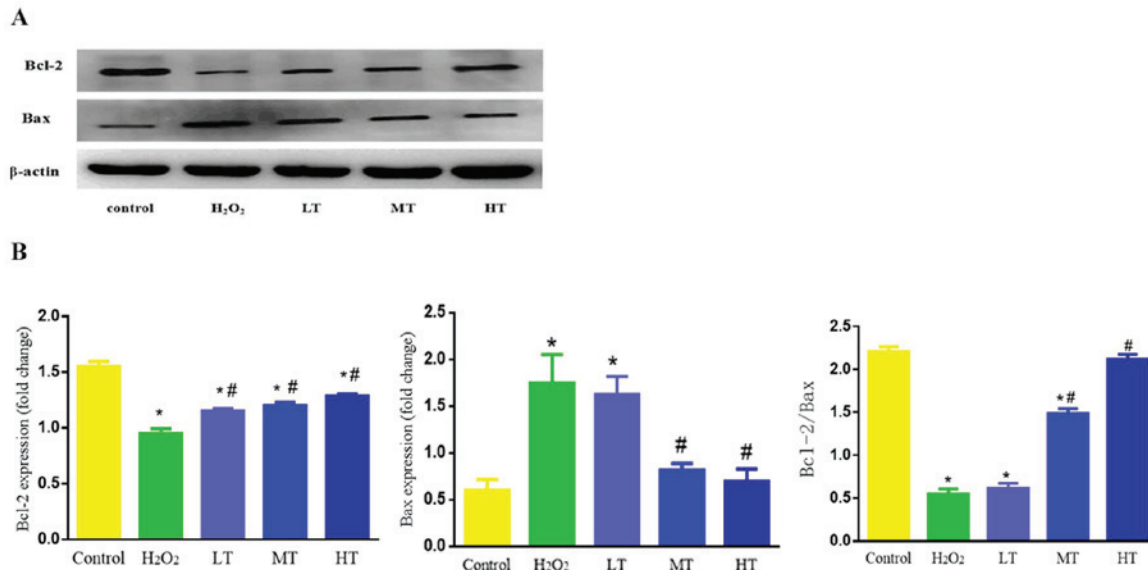 A
Bcl-2
Bax
β-actin
control H₂O₂ LT MT HT
B
Bcl-2 expression (fold change)
2.0
1.5
1.0
0.5
0.0
* *# *# *#
Control H₂O₂ LT MT HT
Bax expression (fold change)
2.5
2.0
1.5
1.0
0.5
0.0
* * # #
Control H₂O₂ LT MT HT
Bcl-2/Bax
2.5
2.0
1.5
1.0
0.5
0.0
* * *# #
Control H₂O₂ LT MT HT